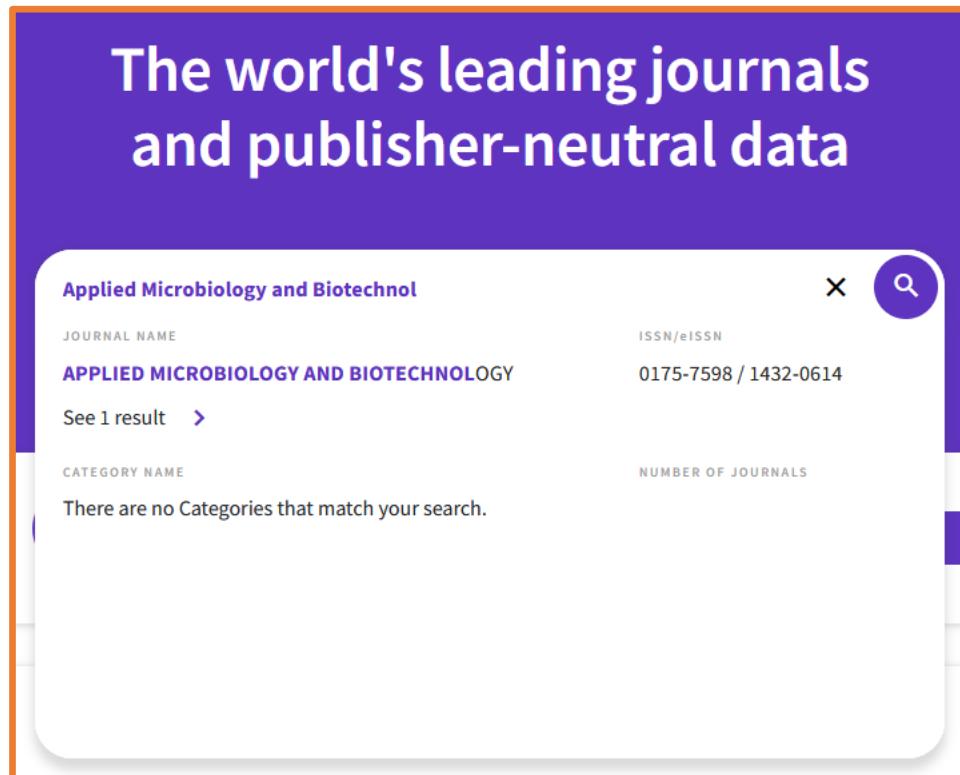 The world's leading journals
and publisher-neutral data
Applied Microbiology and Biotechnol
JOURNAL NAME ISSN/eISSN
APPLIED MICROBIOLOGY AND BIOTECHNOLOGY 0175-7598 / 1432-0614
See 1 result
CATEGORY NAME NUMBER OF JOURNALS
There are no Categories that match your search.